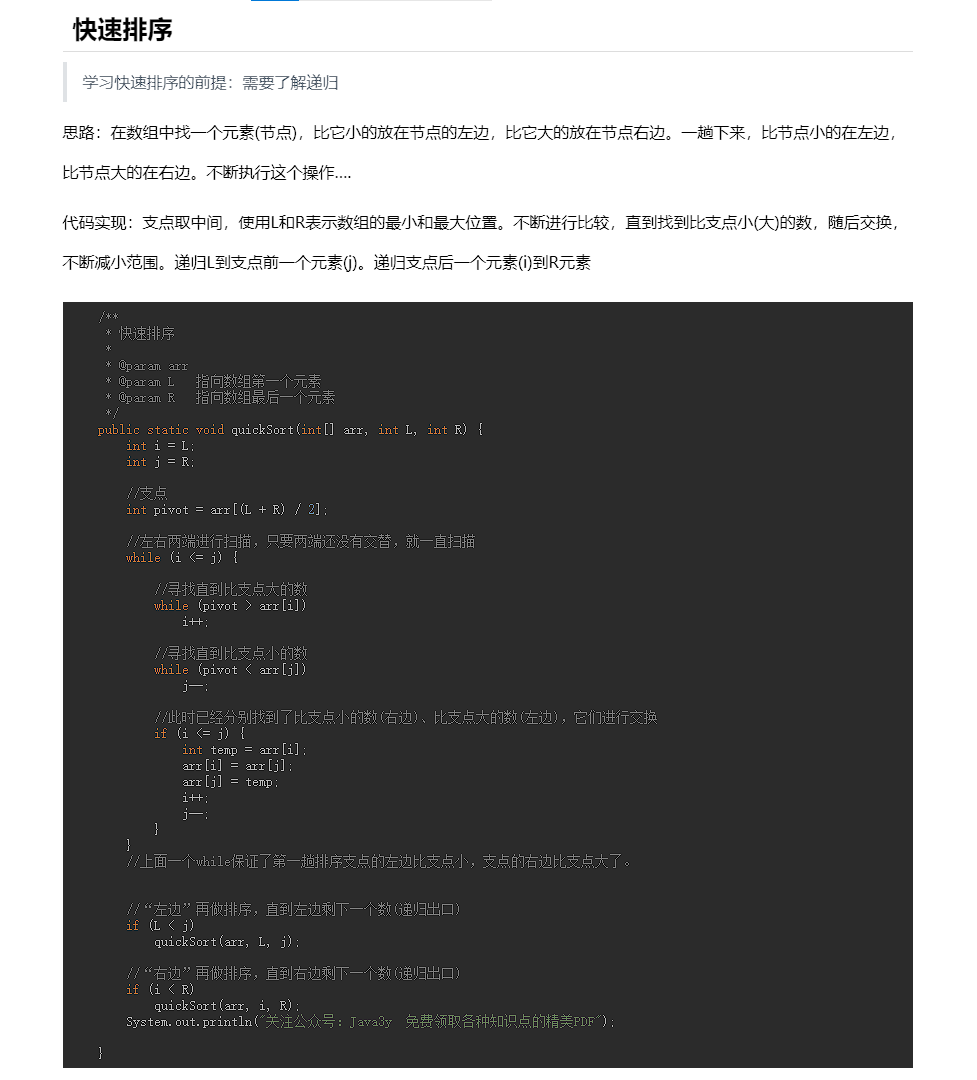 快速排序
学习快速排序的前提：需要了解递归
思路：在数组中找一个元素(节点)，比它小的放在节点的左边，比它大的放在节点右边。一趟下来，比节点小的在左边，
比节点大的在右边。不断执行这个操作....
代码实现：支点取中间，使用L和R表示数组的最小和最大位置。不断进行比较，直到找到比支点小(大)的数，随后交换，
不断减小范围。递归L到支点前一个元素(j)。递归支点后一个元素(i)到R元素
/**
 * 快速排序
 *
 * @param arr
 * @param L   指向数组第一个元素
 * @param R   指向数组最后一个元素
 */
public static void quickSort(int[] arr, int L, int R) {
    int i = L;
    int j = R;
    //支点
    int pivot = arr[(L + R) / 2];
    //左右两端进行扫描，只要两端还没有交替，就一直扫描
    while (i <= j) {
        //寻找直到比支点大的数
        while (pivot > arr[i])
            i++;
        //寻找直到比支点小的数
        while (pivot < arr[j])
            j--;
        //此时已经分别找到了比支点小的数(右边)、比支点大的数(左边)，它们进行交换
        if (i <= j) {
            int temp = arr[i];
            arr[i] = arr[j];
            arr[j] = temp;
            i++;
            j--;
        }
    }
    //上面一个while保证了第一趟排序支点的左边比支点小，支点的右边比支点大了。
    //“左边”再做排序，直到左边剩下一个数(递归出口)
    if (L < j)
        quickSort(arr, L, j);
    //“右边”再做排序，直到右边剩下一个数(递归出口)
    if (i < R)
        quickSort(arr, i, R);
    System.out.println("关注公众号：Java3y  免费领取各种知识点的精美PDF");
}